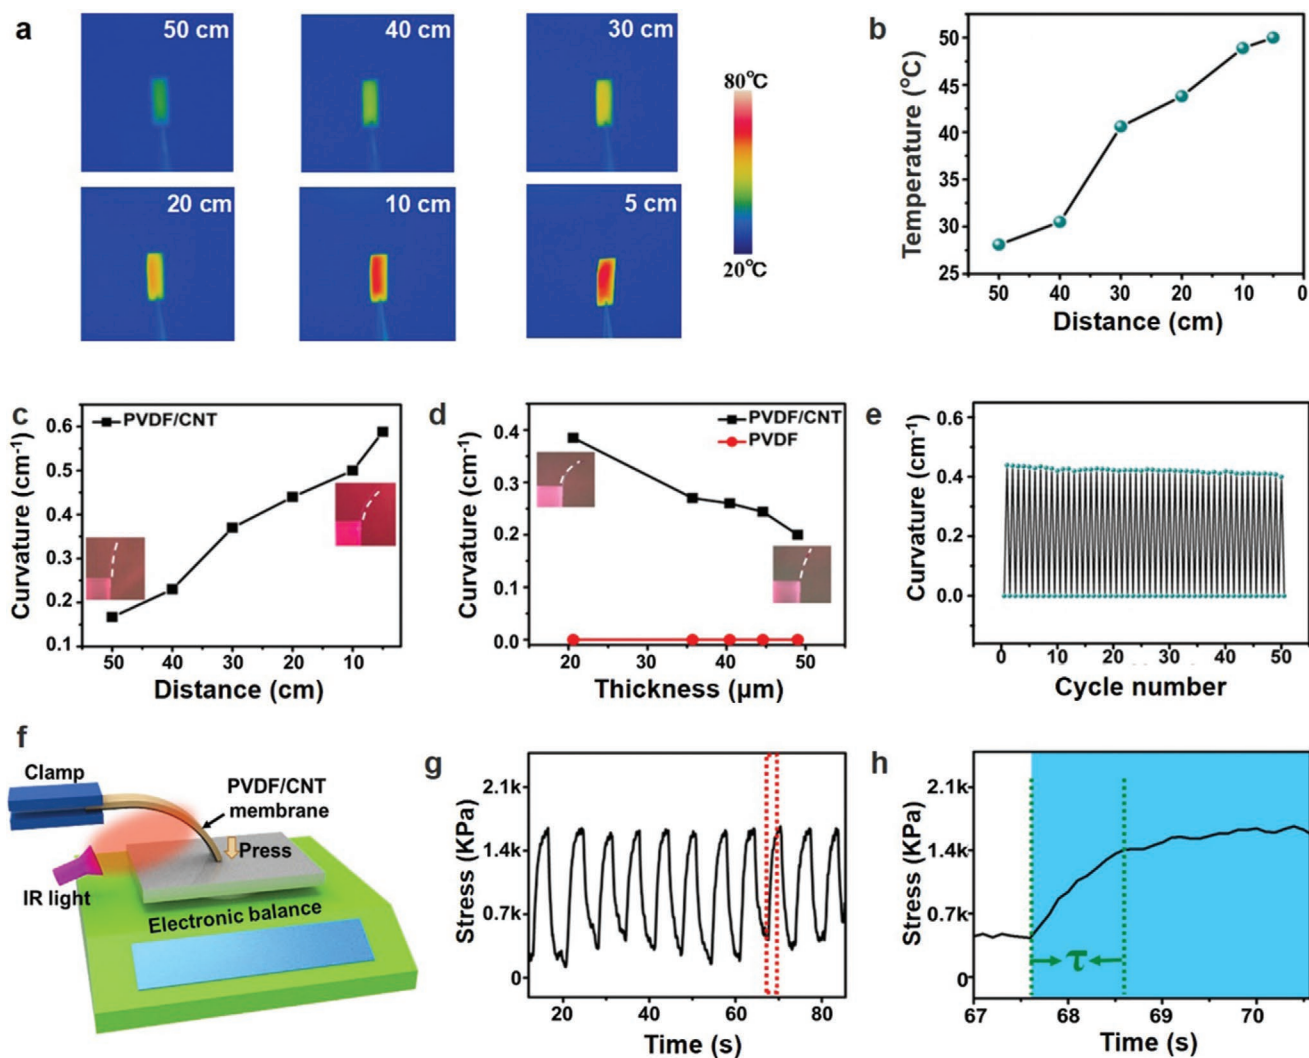 a
50 cm
40 cm
30 cm
20 cm
10 cm
5 cm
80°C
20°C
b
Temperature (°C)
50
45
40
35
30
25
50
40
30
20
10
0
Distance (cm)
c
PVDF/CNT
Curvature (cm⁻¹)
0.6
0.5
0.4
0.3
0.2
0.1
50
40
30
20
10
Distance (cm)
d
PVDF/CNT
PVDF
Curvature (cm⁻¹)
0.4
0.3
0.2
0.1
0.0
20
30
40
50
Thickness (µm)
e
Curvature (cm⁻¹)
0.6
0.4
0.2
0.0
0
10
20
30
40
50
Cycle number
f
Clamp
PVDF/CNT
membrane
Press
IR light
Electronic balance
g
Stress (KPa)
2.1k
1.4k
0.7k
0
20
40
60
80
Time (s)
h
Stress (KPa)
2.1k
1.4k
0.7k
0
τ
67
68
69
70
Time (s)